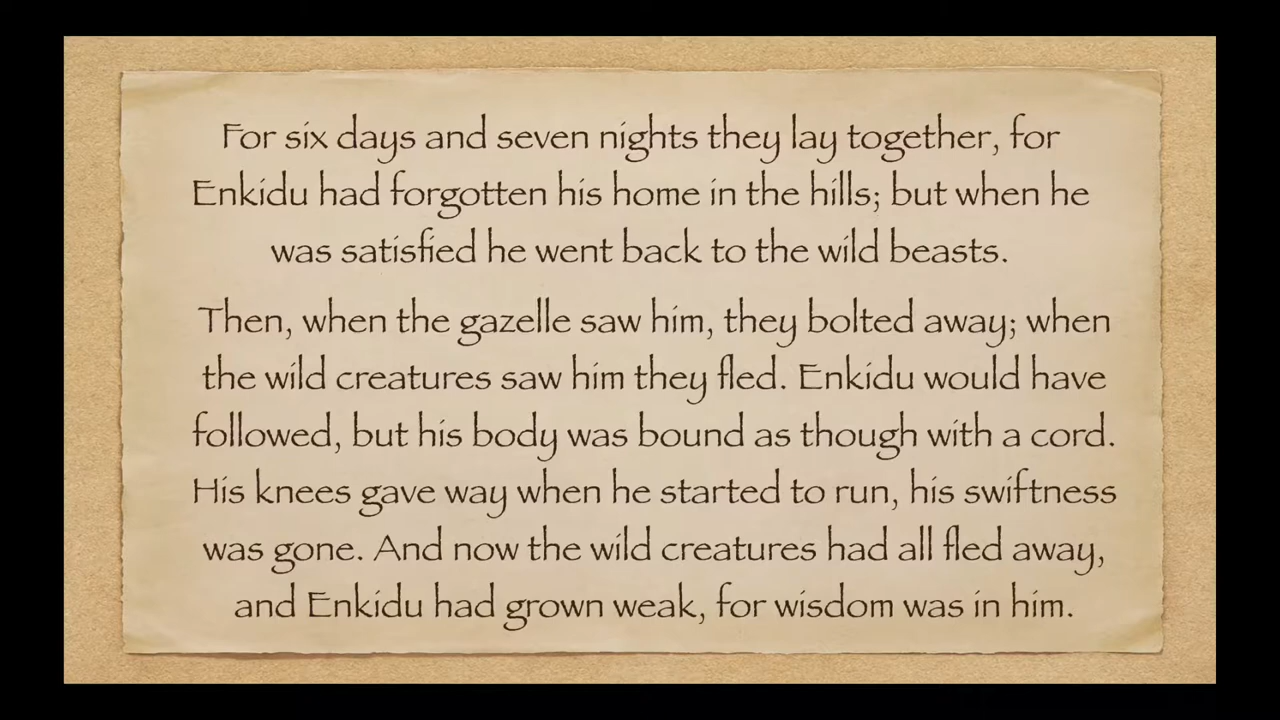 For six days and seven nights they lay together, for
Enkidu had forgotten his home in the hills; but when he
was satisfied he went back to the wild beasts.
Then, when the gazelle saw him, they bolted away; when
the wild creatures saw him they fled. Enkidu would have
followed, but his body was bound as though with a cord.
His knees gave way when he started to run, his swiftness
was gone. And now the wild creatures had all fled away,
and Enkidu had grown weak, for wisdom was in him.